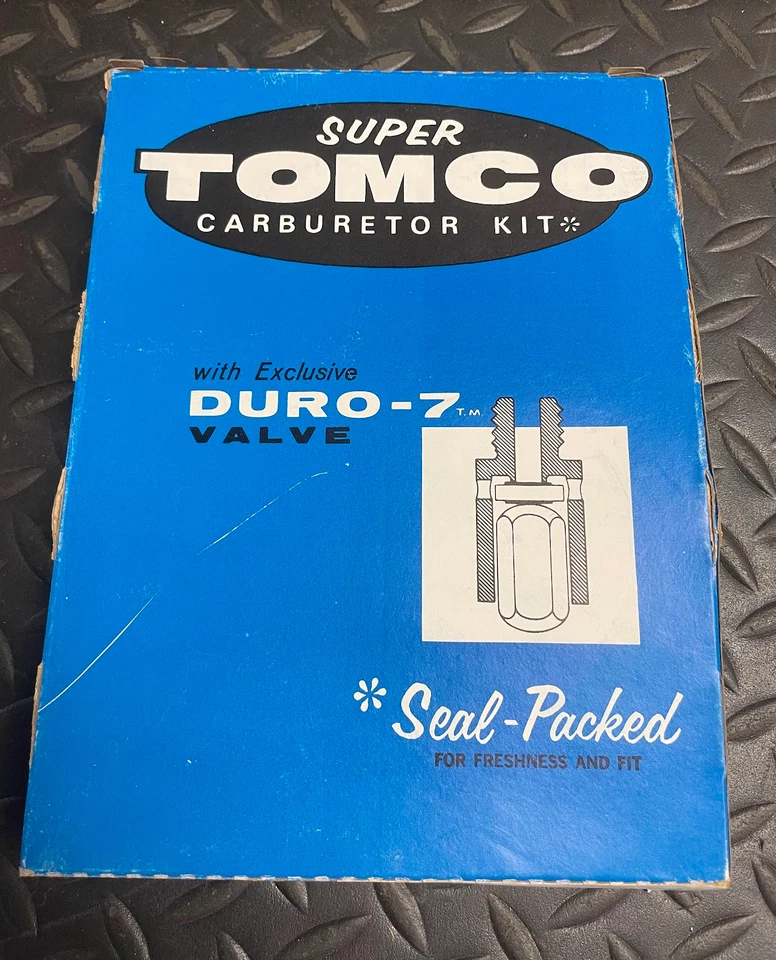 SUPER
TOMCO
CARBURETOR KIT*
with Exclusive
DURO-7 T.M.
VALVE
* Seal-Packed
FOR FRESHNESS AND FIT